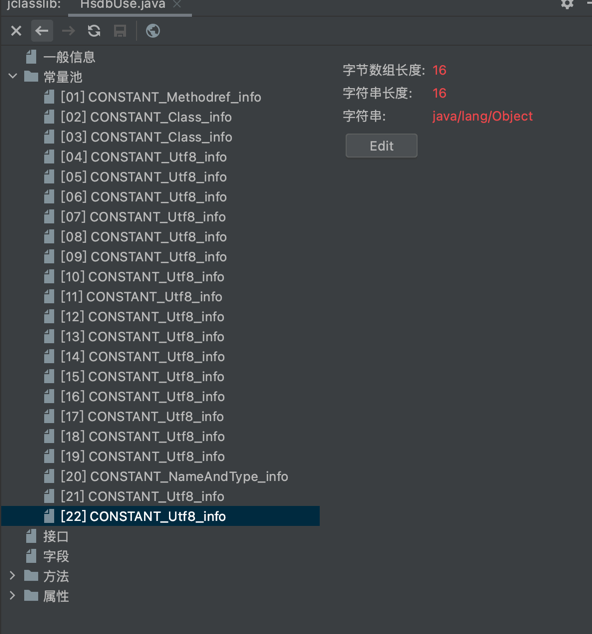 jclasslib: HsdbUse.java
一般信息
常量池
[01] CONSTANT_Methodref_info
[02] CONSTANT_Class_info
[03] CONSTANT_Class_info
[04] CONSTANT_Utf8_info
[05] CONSTANT_Utf8_info
[06] CONSTANT_Utf8_info
[07] CONSTANT_Utf8_info
[08] CONSTANT_Utf8_info
[09] CONSTANT_Utf8_info
[10] CONSTANT_Utf8_info
[11] CONSTANT_Utf8_info
[12] CONSTANT_Utf8_info
[13] CONSTANT_Utf8_info
[14] CONSTANT_Utf8_info
[15] CONSTANT_Utf8_info
[16] CONSTANT_Utf8_info
[17] CONSTANT_Utf8_info
[18] CONSTANT_Utf8_info
[19] CONSTANT_Utf8_info
[20] CONSTANT_NameAndType_info
[21] CONSTANT_Utf8_info
[22] CONSTANT_Utf8_info
接口
字段
方法
属性
字节数组长度: 16
字符串长度: 16
字符串: java/lang/Object
Edit